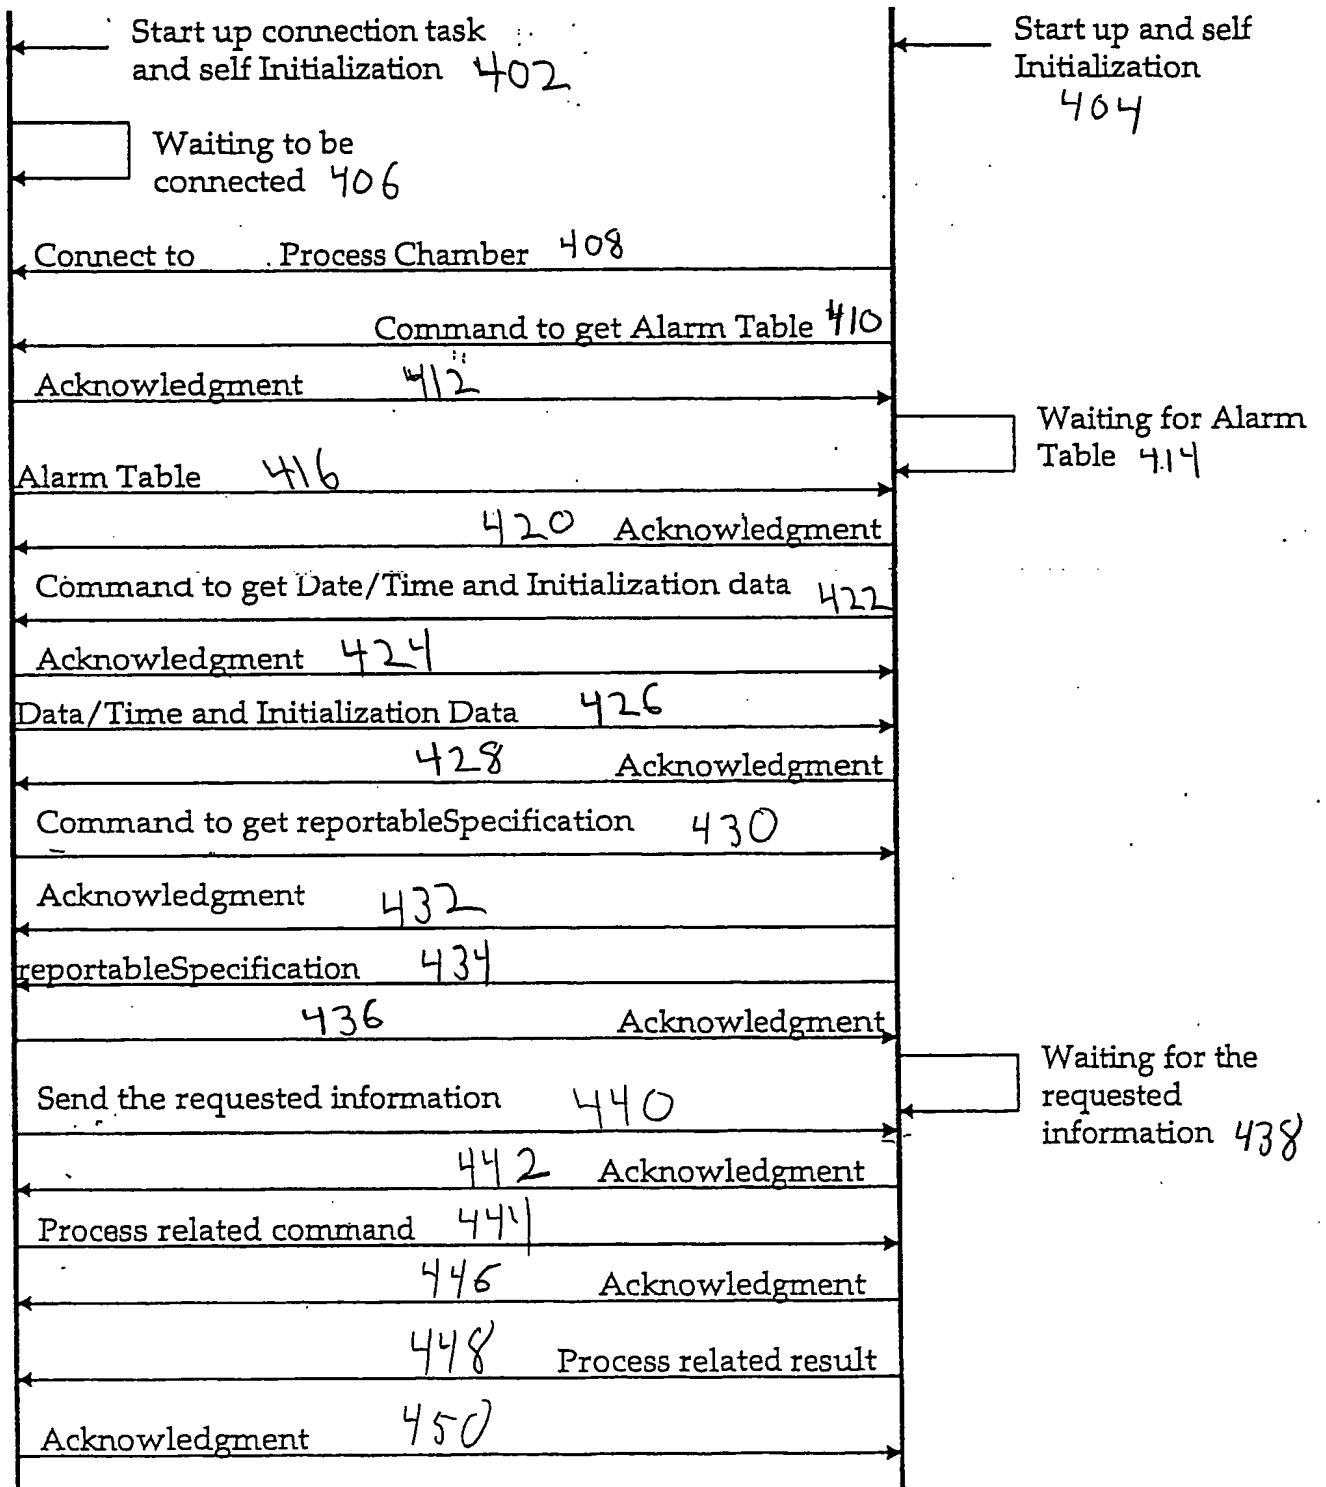 Start up connection task
and self Initialization 402
Start up and self
Initialization
404
Waiting to be
connected 406
Connect to Process Chamber 408
Command to get Alarm Table 410
Acknowledgment 412
Waiting for Alarm
Table 414
Alarm Table 416
420 Acknowledgment
Command to get Date/Time and Initialization data 422
Acknowledgment 424
Data/Time and Initialization Data 426
428 Acknowledgment
Command to get reportableSpecification 430
Acknowledgment 432
reportableSpecification 434
436 Acknowledgment
Waiting for the
requested
information 438
Send the requested information 440
442 Acknowledgment
Process related command 444
446 Acknowledgment
448 Process related result
Acknowledgment 450